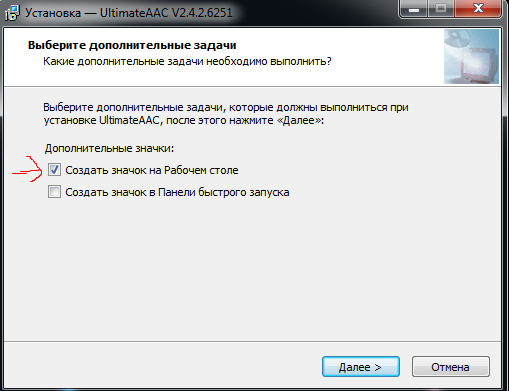 Установка — UltimateAAC V2.4.2.6251
Выберите дополнительные задачи
Какие дополнительные задачи необходимо выполнить?
Выберите дополнительные задачи, которые должны выполниться при
установке UltimateAAC, после этого нажмите «Далее»:
Дополнительные значки:
Создать значок на Рабочем столе
Создать значок в Панели быстрого запуска
Далее >
Отмена